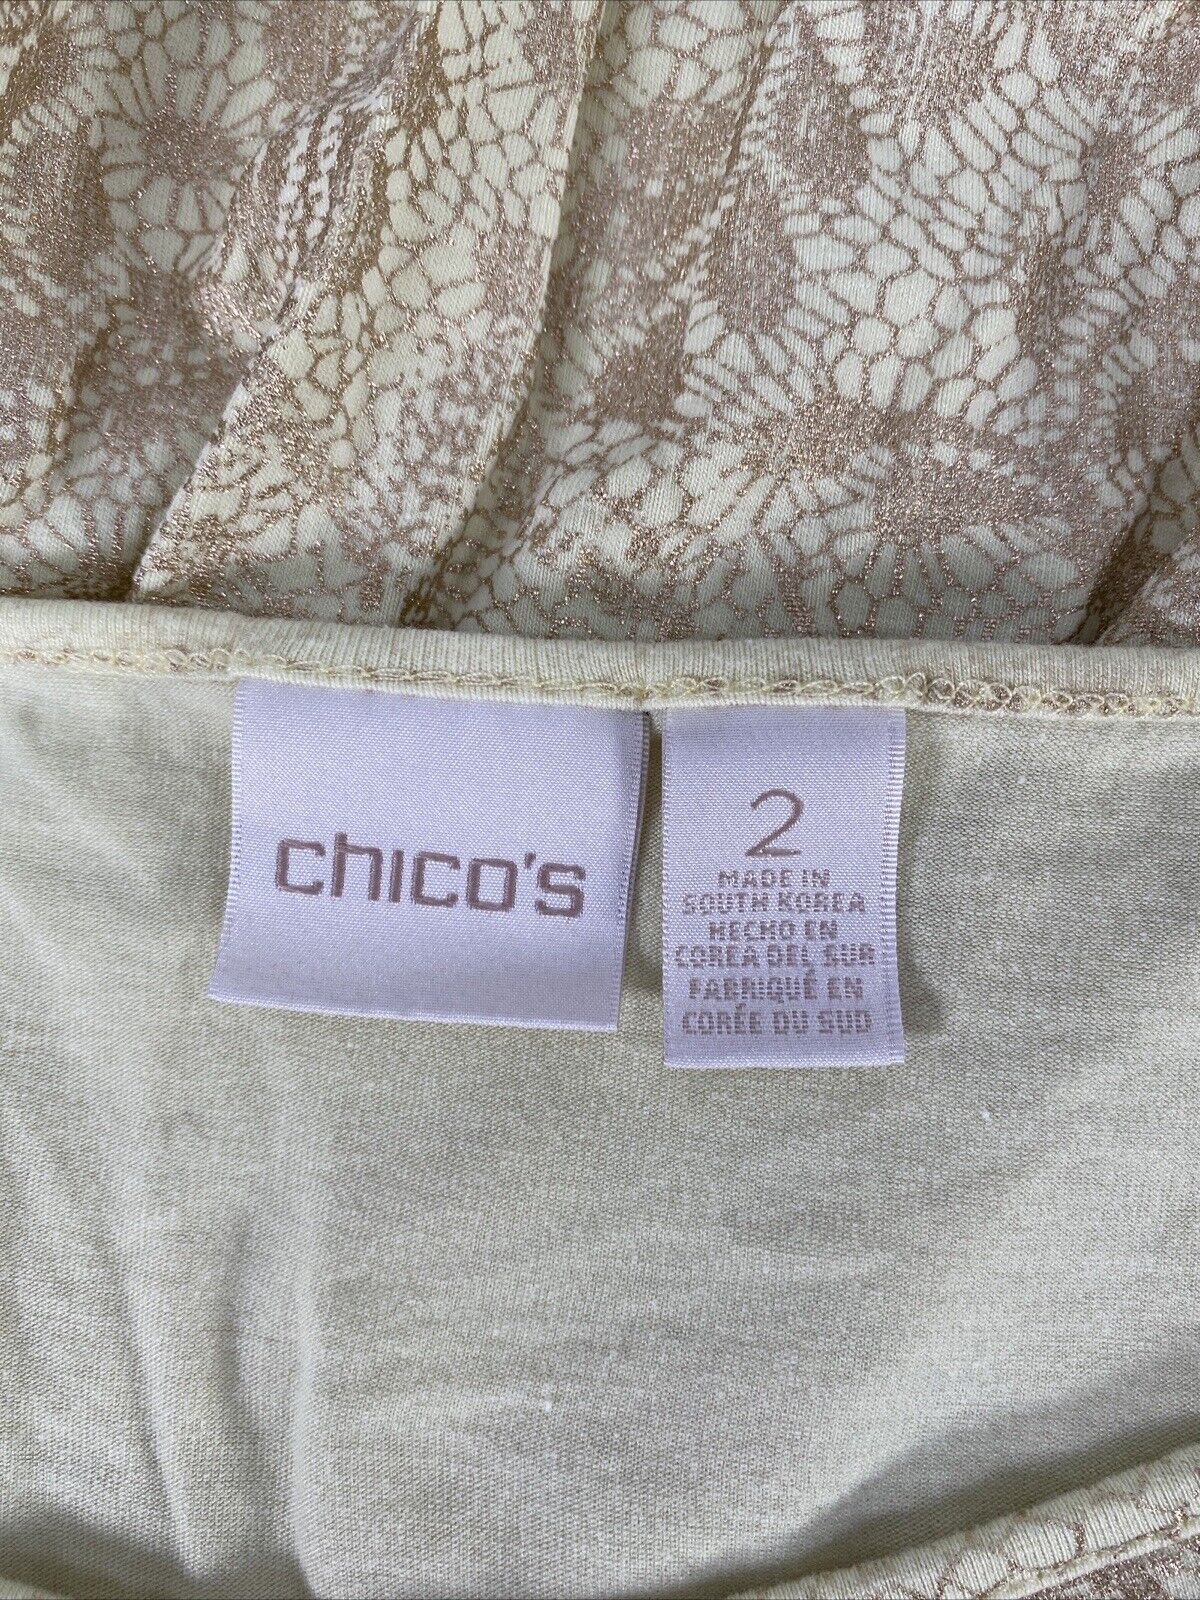 chico's
2
MADE IN
SOUTH KOREA
HECHO EN
COREA DEL SUR
FABRIQUÉ EN
CORÉE DU SUD